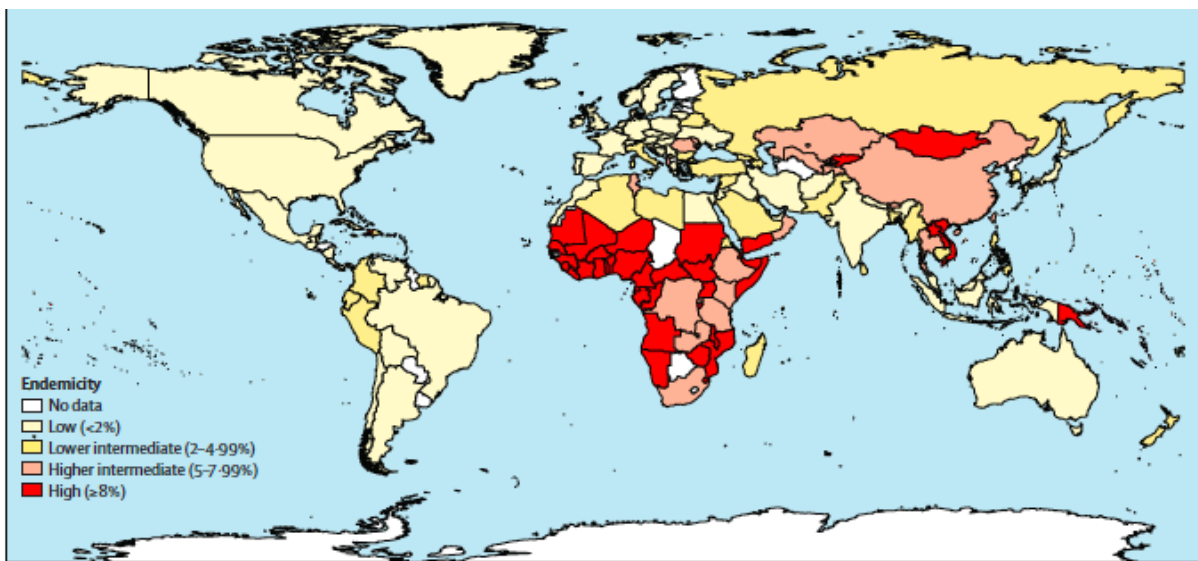 Endemicity
No data
Low (<2%)
Lower intermediate (2–4·99%)
Higher intermediate (5–7·99%)
High (≥8%)